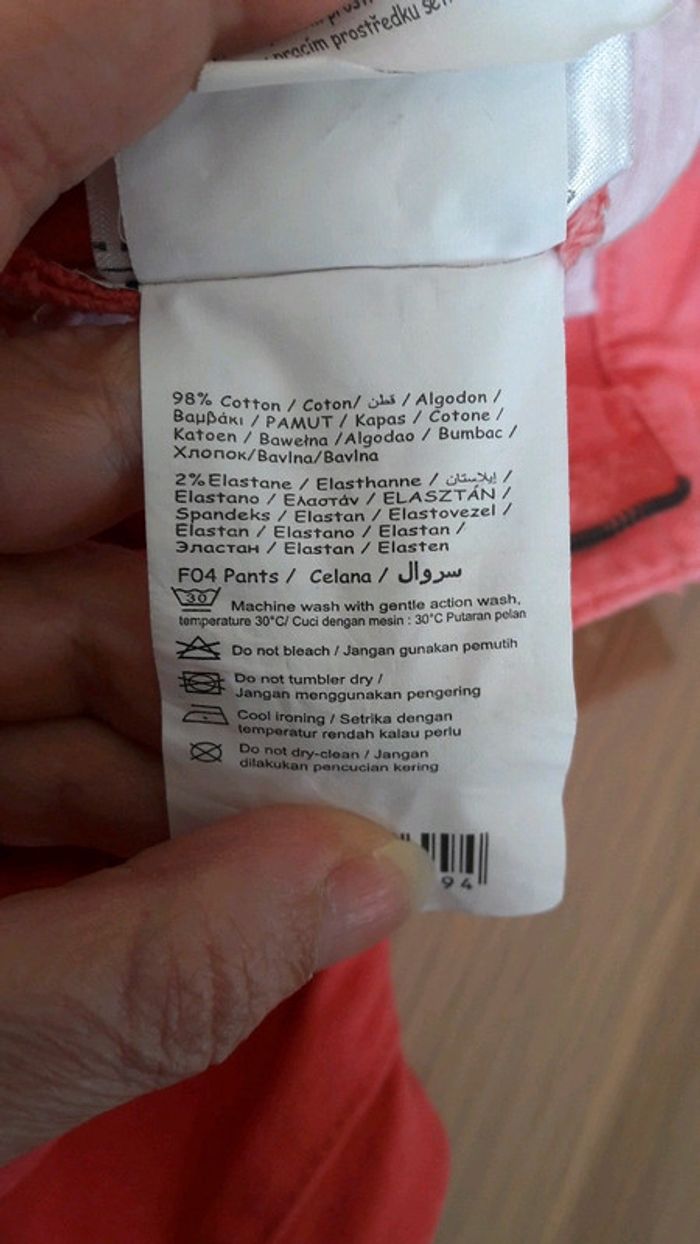 pracím prostředku
98% Cotton / Coton/ قطن / Algodon /
Βαμβάκι / PAMUT / Kapas / Cotone /
Katoen / Bawełna /Algodao / Bumbac /
Хлопок/Bavlna/Bavlna
2%Elastane / Elasthanne / إيلاستان /
Elastano / Ελαστάν / ELASZTÁN /
Spandeks / Elastan / Elastovezel /
Elastan / Elastano / Elastan /
Эластан / Elastan / Elasten
F04 Pants / Celana / سروال
30 Machine wash with gentle action wash,
temperature 30°C/ Cuci dengan mesin : 30°C Putaran pelan
Do not bleach / Jangan gunakan pemutih
Do not tumbler dry /
Jangan menggunakan pengering
Cool ironing / Setrika dengan
temperatur rendah kalau perlu
Do not dry-clean / Jangan
dilakukan pencucian kering
94